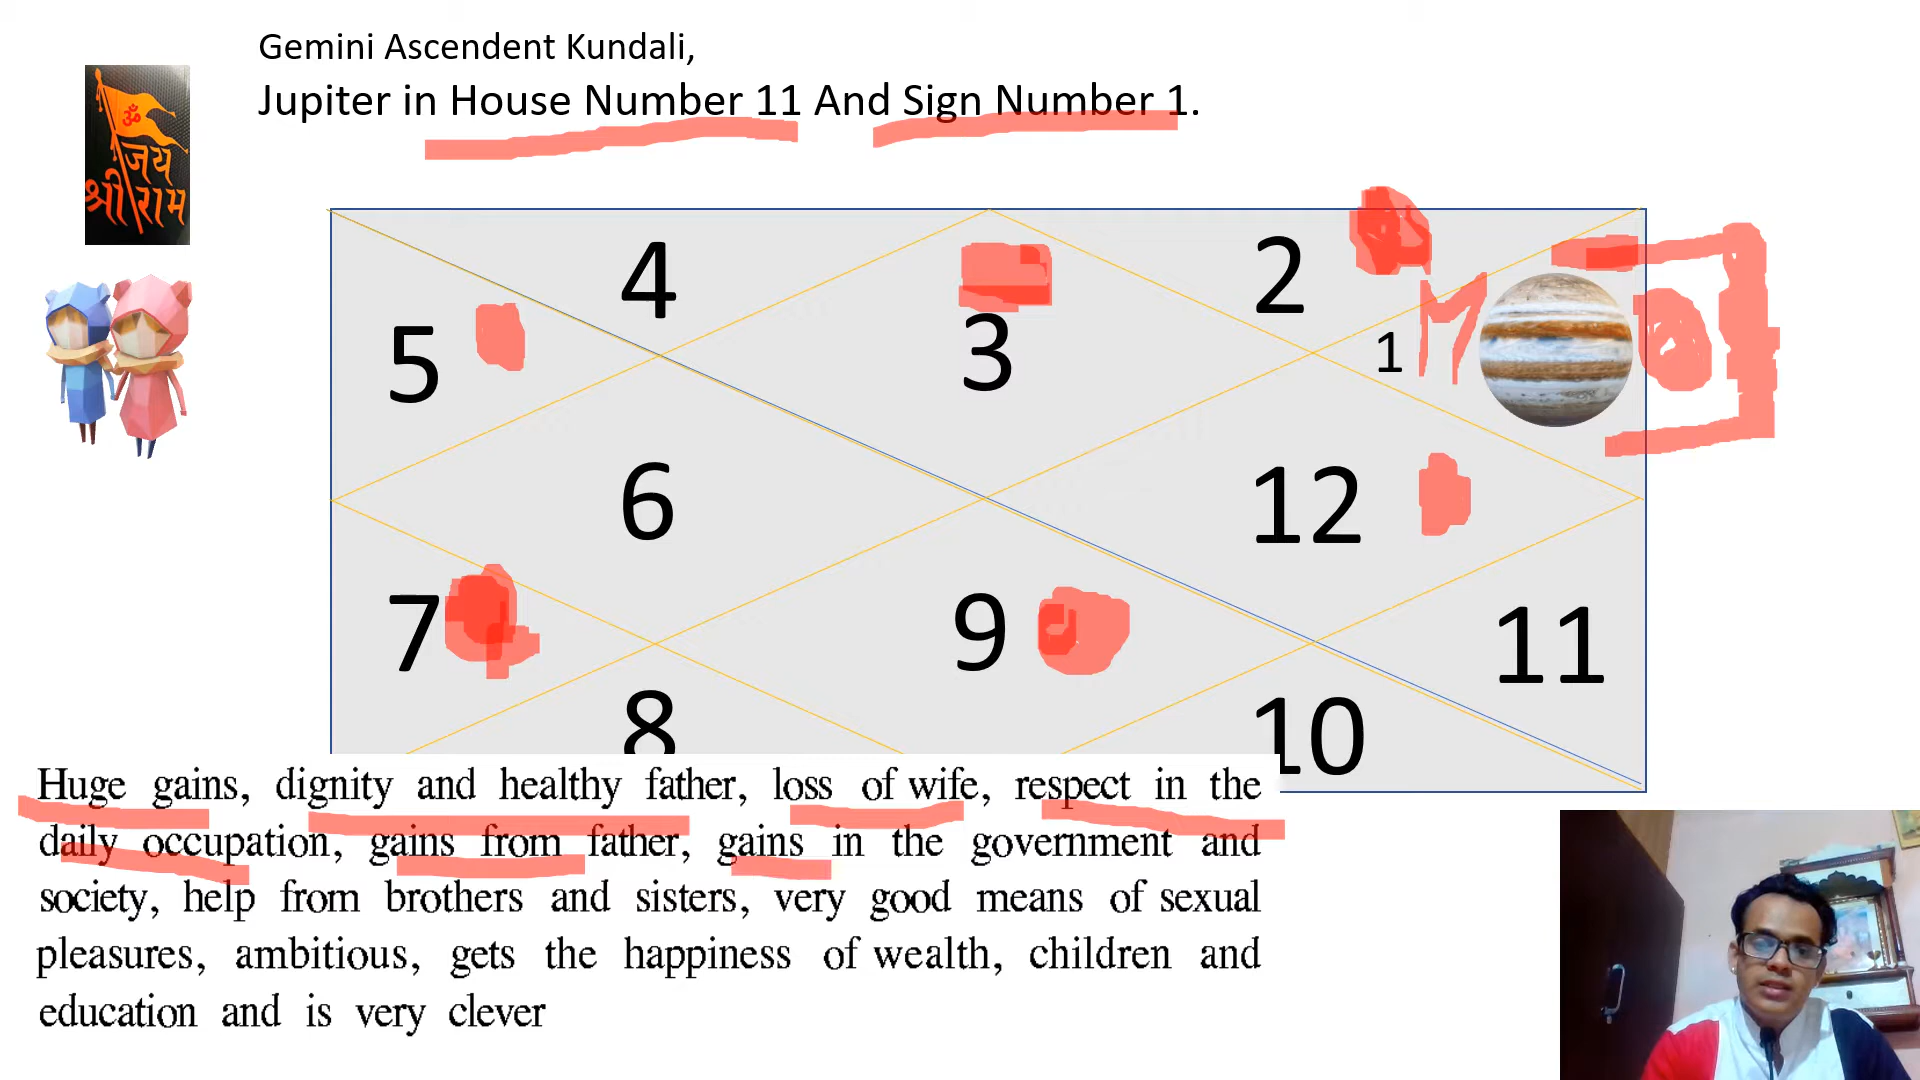 Gemini Ascendent Kundali,
Jupiter in House Number 11 And Sign Number 1.
ॐ
जय
श्री राम
4
2
5
3
1
M
6
12
7
9
11
8
10
Huge gains, dignity and healthy father, loss of wife, respect in the
daily occupation, gains from father, gains in the government and
society, help from brothers and sisters, very good means of sexual
pleasures, ambitious, gets the happiness of wealth, children and
education and is very clever